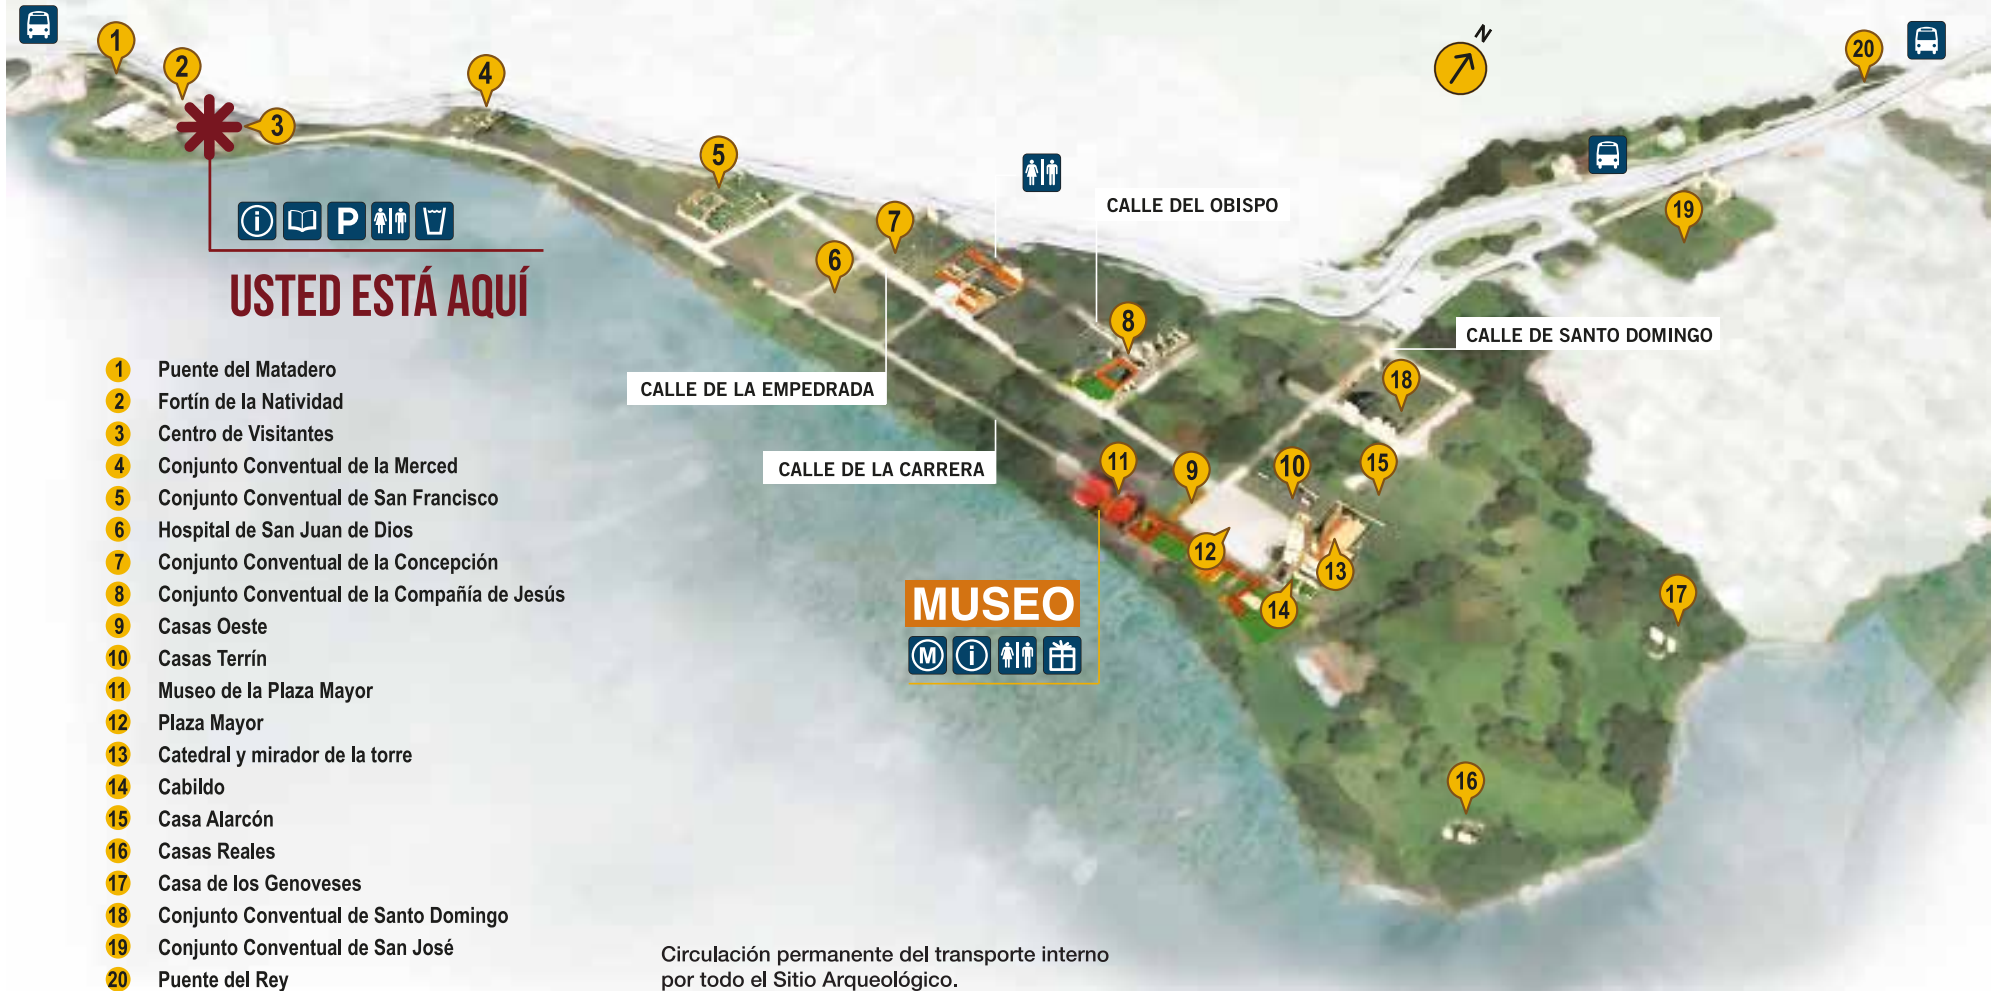 1
2
3
4
5
6
7
8
9
10
11
12
13
14
15
16
17
18
19
20
N
P
USTED ESTÁ AQUÍ
CALLE DEL OBISPO
CALLE DE SANTO DOMINGO
CALLE DE LA EMPEDRADA
CALLE DE LA CARRERA
MUSEO
M i
i
1 Puente del Matadero
2 Fortín de la Natividad
3 Centro de Visitantes
4 Conjunto Conventual de la Merced
5 Conjunto Conventual de San Francisco
6 Hospital de San Juan de Dios
7 Conjunto Conventual de la Concepción
8 Conjunto Conventual de la Compañía de Jesús
9 Casas Oeste
10 Casas Terrín
11 Museo de la Plaza Mayor
12 Plaza Mayor
13 Catedral y mirador de la torre
14 Cabildo
15 Casa Alarcón
16 Casas Reales
17 Casa de los Genoveses
18 Conjunto Conventual de Santo Domingo
19 Conjunto Conventual de San José
20 Puente del Rey
Circulación permanente del transporte interno
por todo el Sitio Arqueológico.